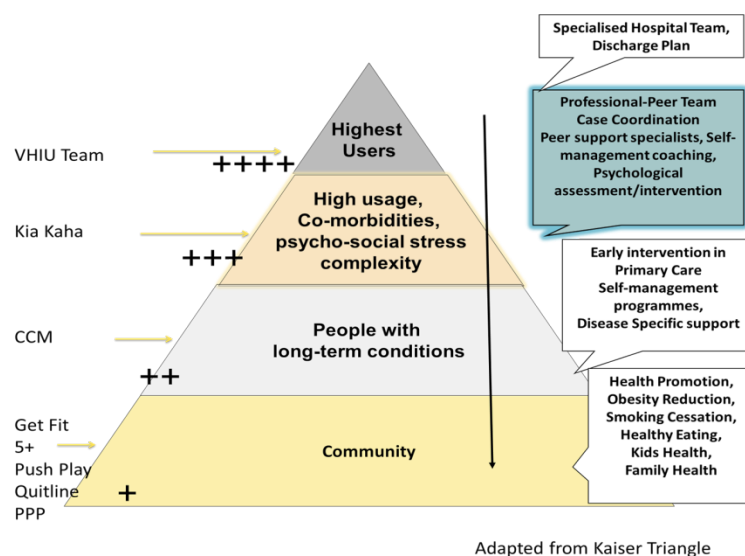 Specialised Hospital Team,
Discharge Plan
Highest
Users
VHIU Team
++++
Professional-Peer Team
Case Coordination
Peer support specialists, Self-
management coaching,
Psychological
assessment/intervention
High usage,
Co-morbidities,
psycho-social stress
complexity
Kia Kaha
+++
Early intervention in
Primary Care
Self-management
programmes,
Disease Specific support
People with
long-term conditions
CCM
++
Health Promotion,
Obesity Reduction,
Smoking Cessation,
Healthy Eating,
Kids Health,
Family Health
Community
Get Fit
5+
Push Play
Quitline
PPP
+
Adapted from Kaiser Triangle